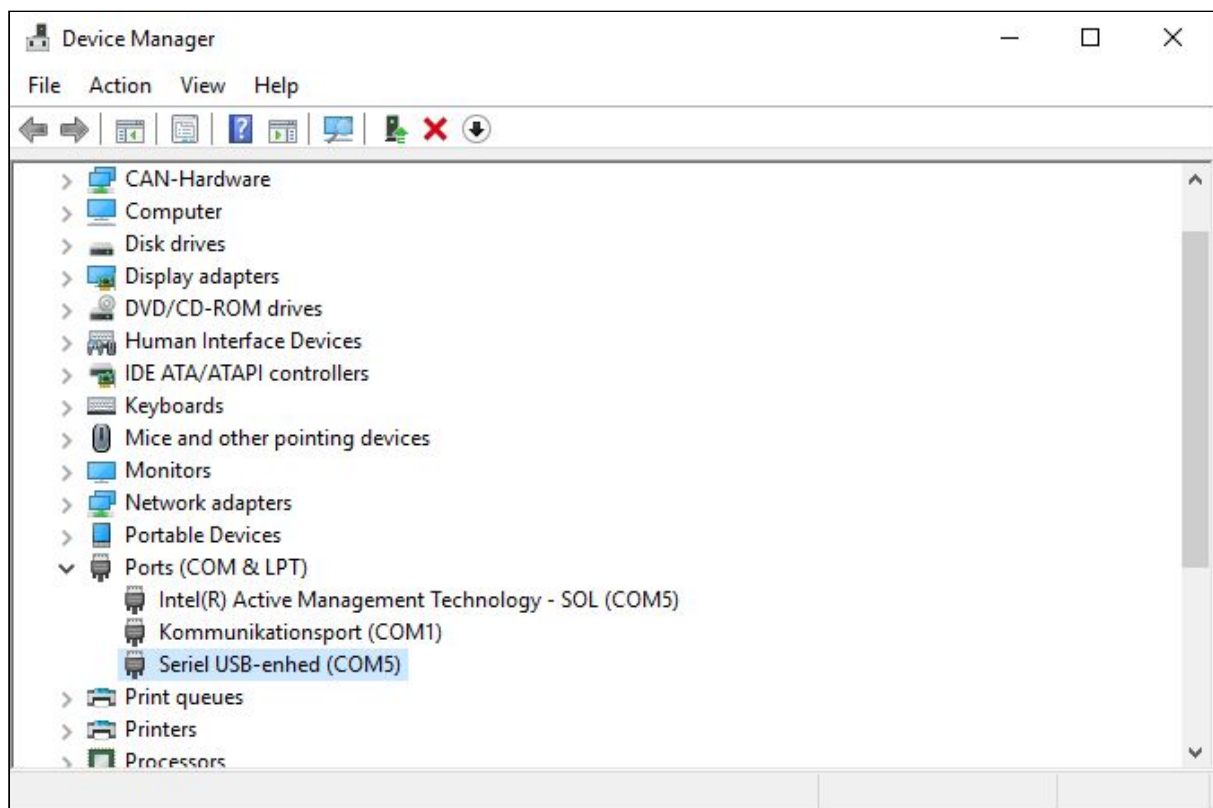 Device Manager
File Action View Help
CAN-Hardware
Computer
Disk drives
Display adapters
DVD/CD-ROM drives
Human Interface Devices
IDE ATA/ATAPI controllers
Keyboards
Mice and other pointing devices
Monitors
Network adapters
Portable Devices
Ports (COM & LPT)
Intel(R) Active Management Technology - SOL (COM5)
Kommunikationsport (COM1)
Seriel USB-enhed (COM5)
Print queues
Printers
Processors